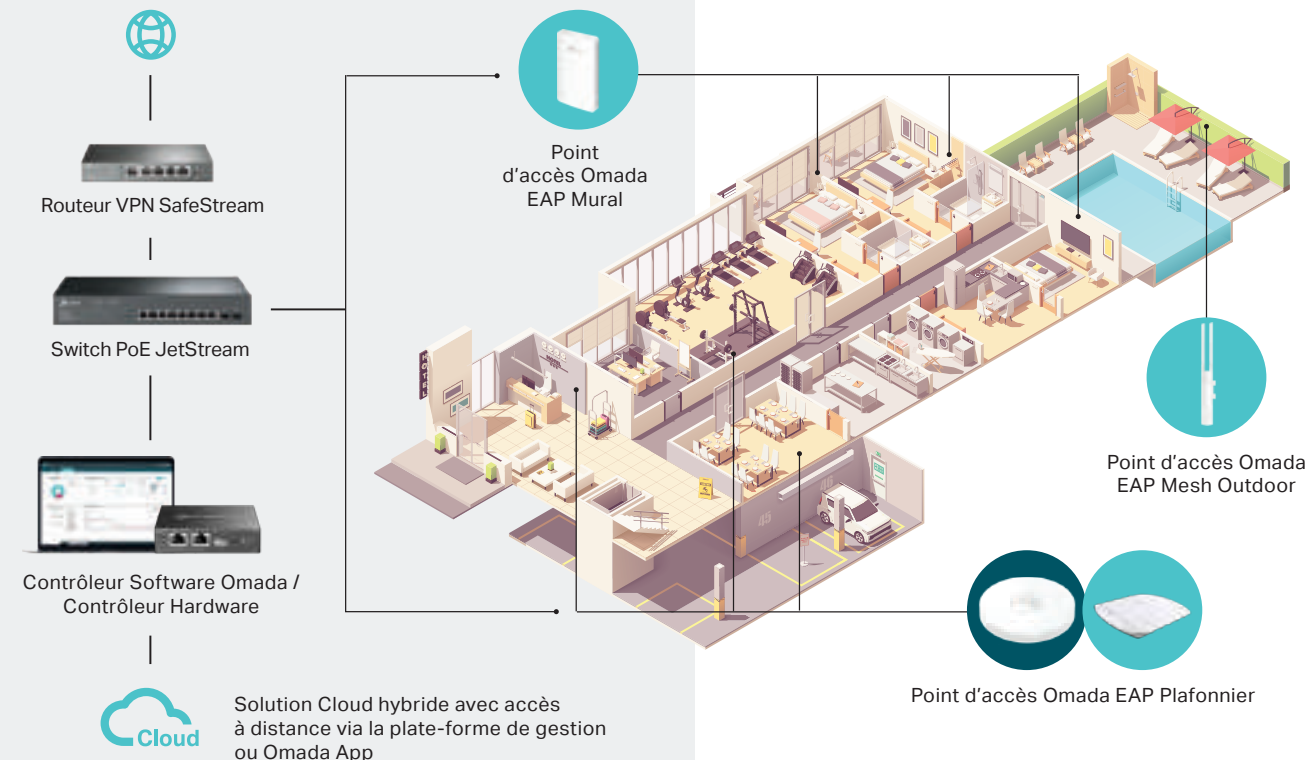 Point
d'accès Omada
EAP Mural
Routeur VPN SafeStream
Switch PoE JetStream
HOTEL
45
Point d'accès Omada
EAP Mesh Outdoor
Contrôleur Software Omada /
Contrôleur Hardware
Point d'accès Omada EAP Plafonnier
Cloud
Solution Cloud hybride avec accès
à distance via la plate-forme de gestion
ou Omada App